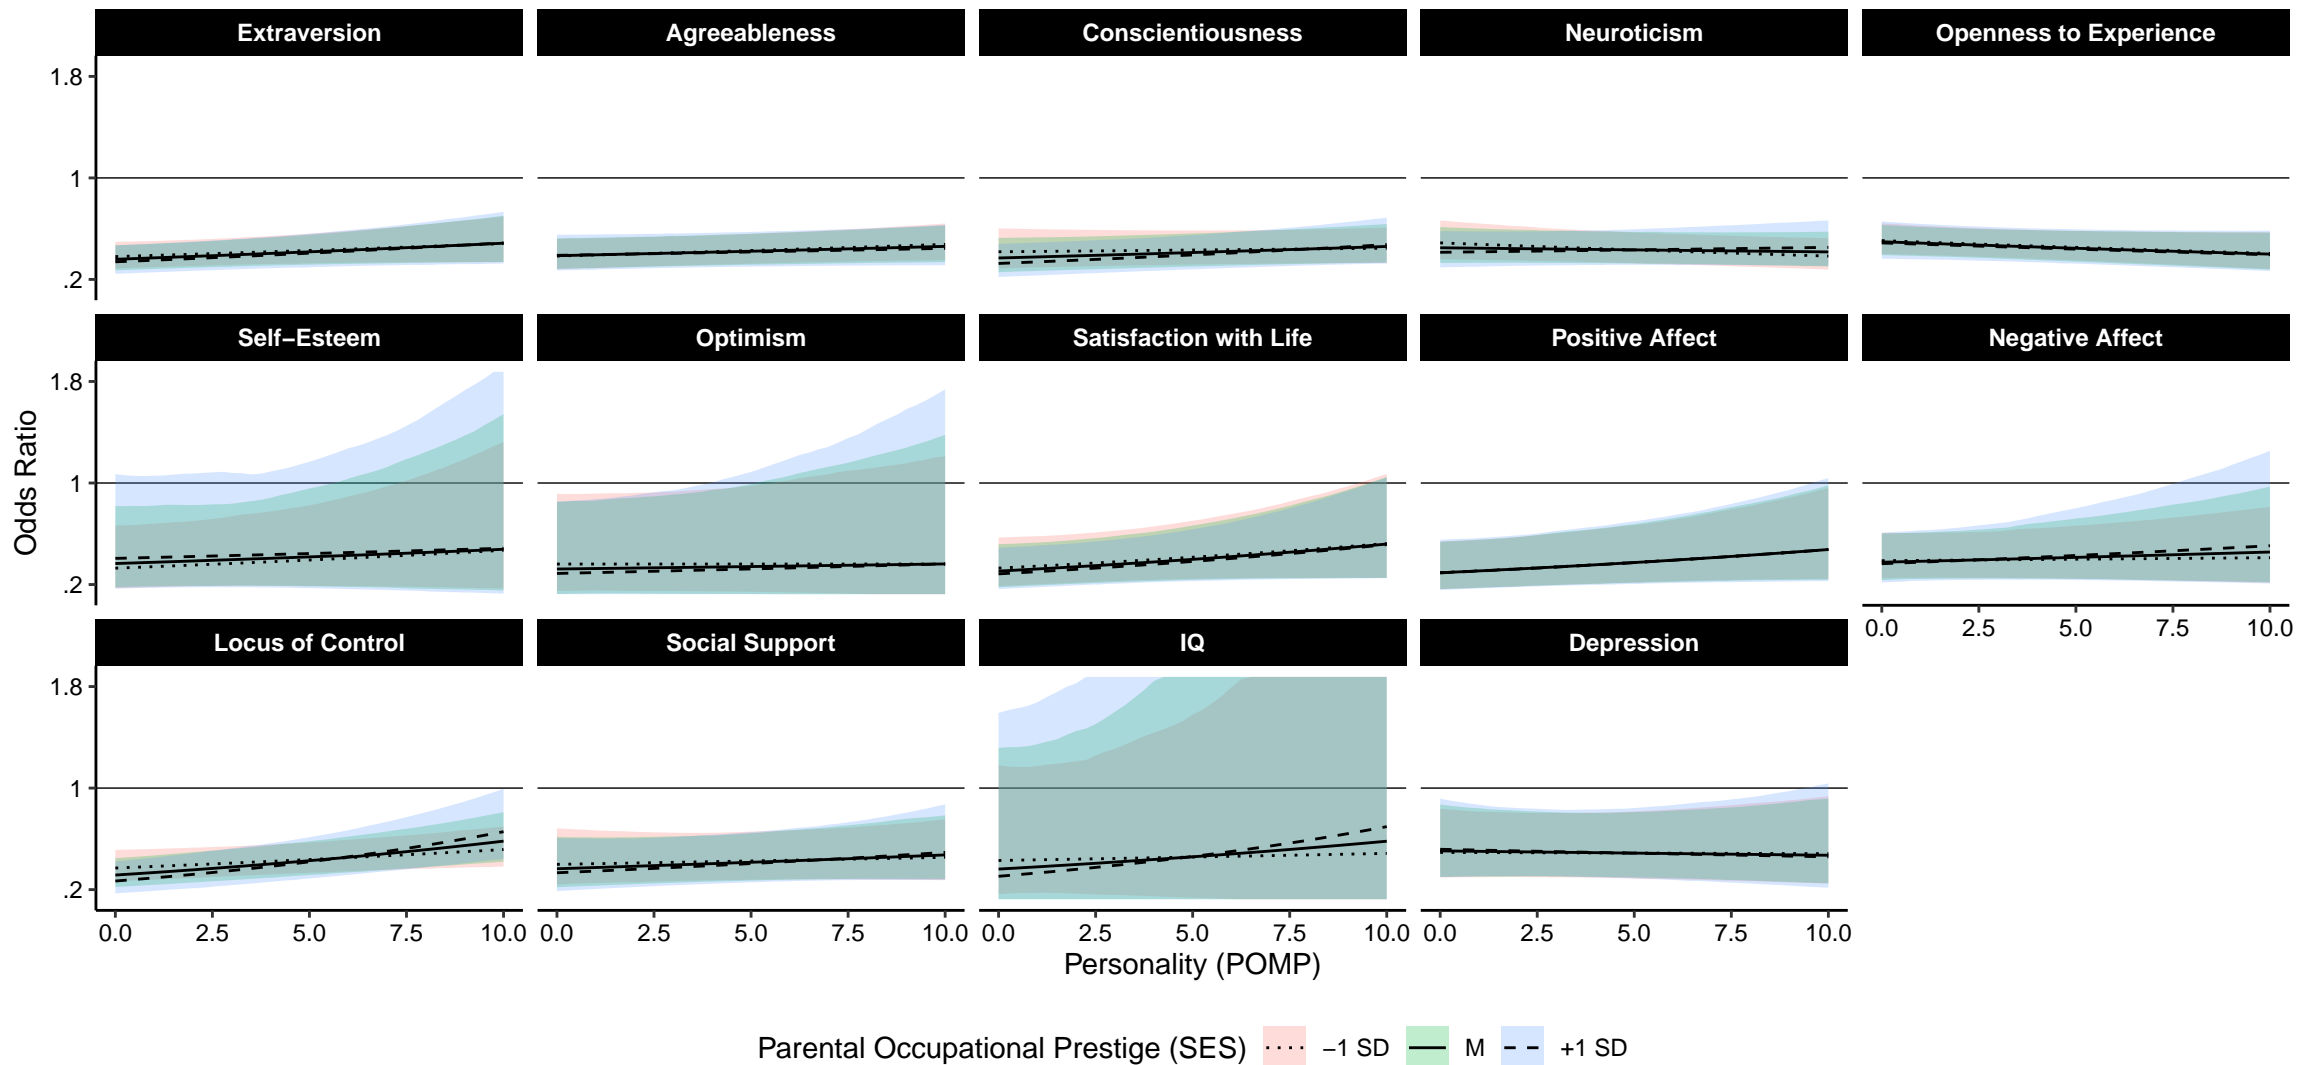 Extraversion Agreeableness Conscientiousness Neuroticism Openness to Experience
1.8
1
.2
Self−Esteem Optimism Satisfaction with Life Positive Affect Negative Affect
1.8
1
.2
0.0 2.5 5.0 7.5 10.0
Locus of Control Social Support IQ Depression
1.8
1
.2
0.0 2.5 5.0 7.5 10.0 0.0 2.5 5.0 7.5 10.0 0.0 2.5 5.0 7.5 10.0 0.0 2.5 5.0 7.5 10.0
Odds Ratio
Personality (POMP)
Parental Occupational Prestige (SES) −1 SD M +1 SD